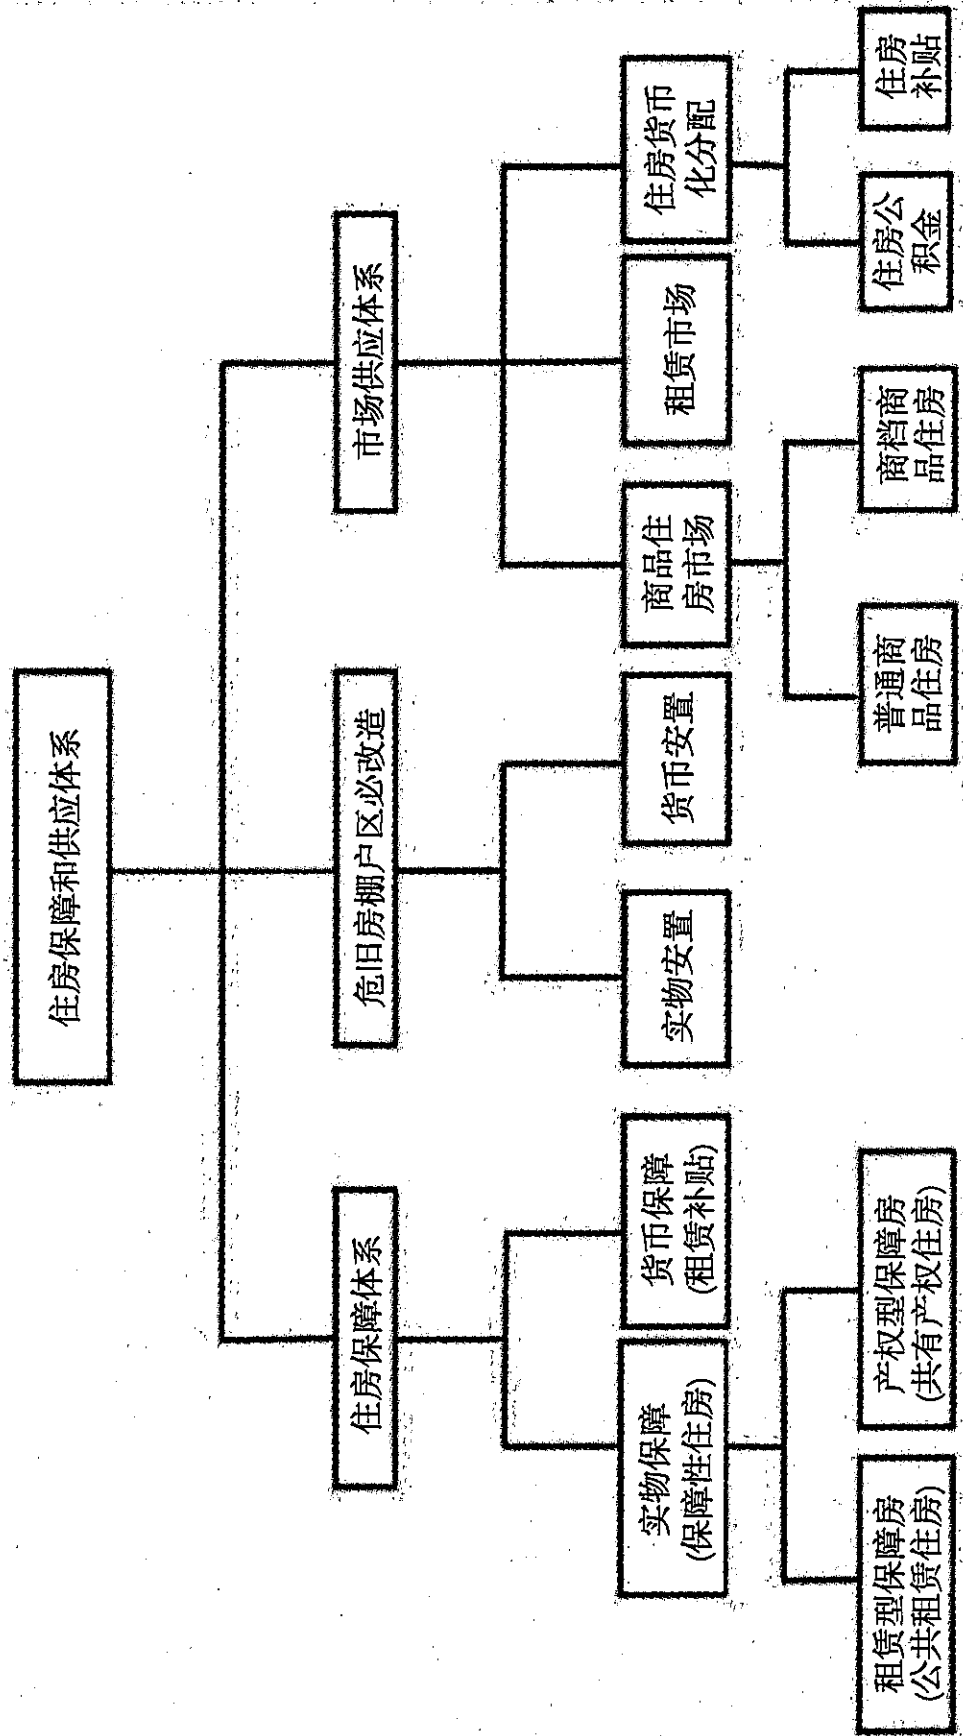 住房保障和供应体系
住房保障体系
危旧房棚户区必改造
市场供应体系
实物保障
(保障性住房)
货币保障
(租赁补贴)
实物安置
货币安置
商品住
房市场
租赁市场
住房货币
化分配
租赁型保障房
(公共租赁住房)
产权型保障房
(共有产权住房)
普通商
品住房
商档商
品住房
住房公
积金
住房
补贴